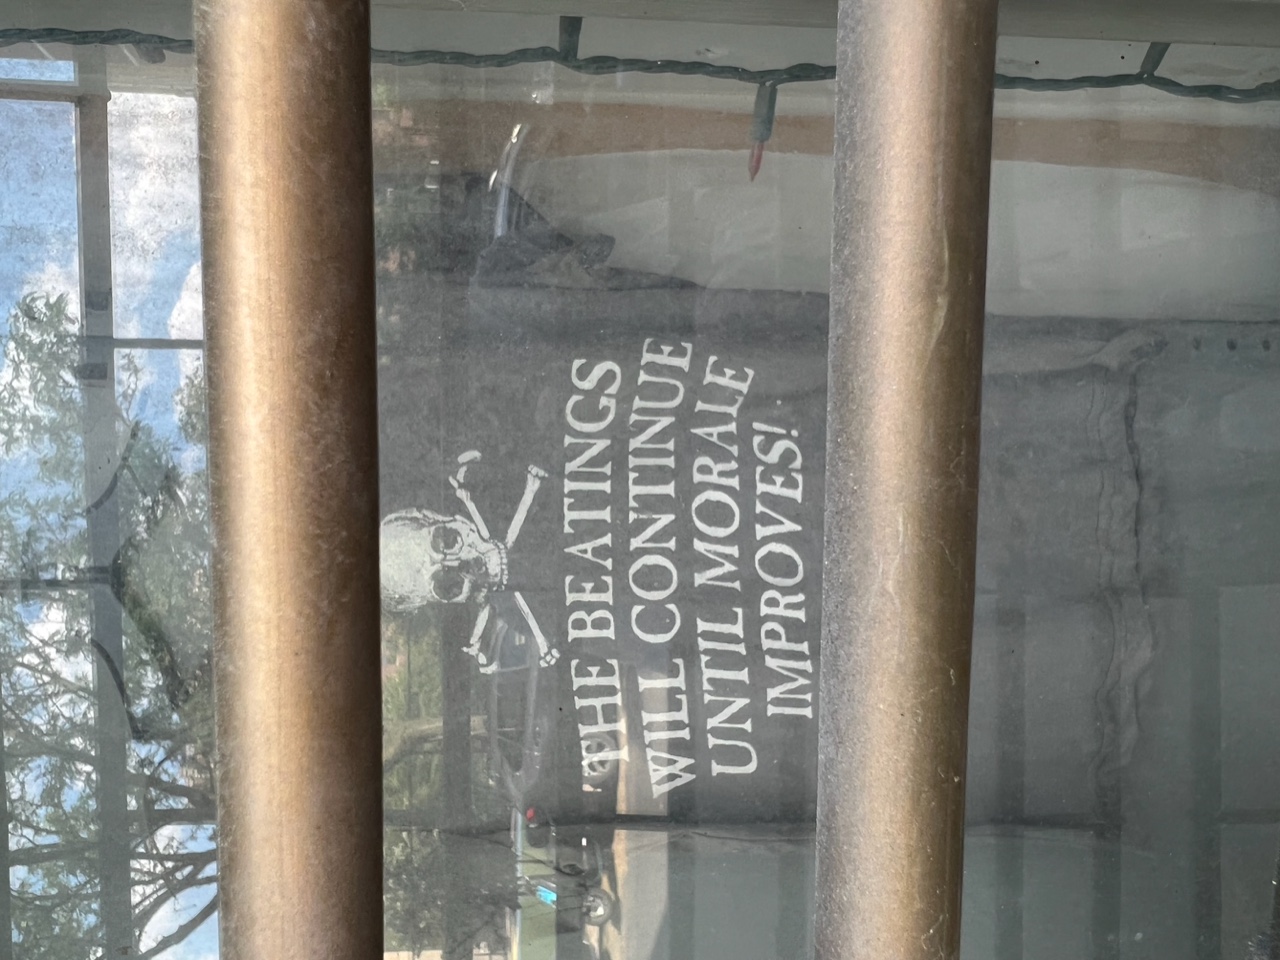 THE BEATINGS
WILL CONTINUE
UNTIL MORALE
IMPROVES!